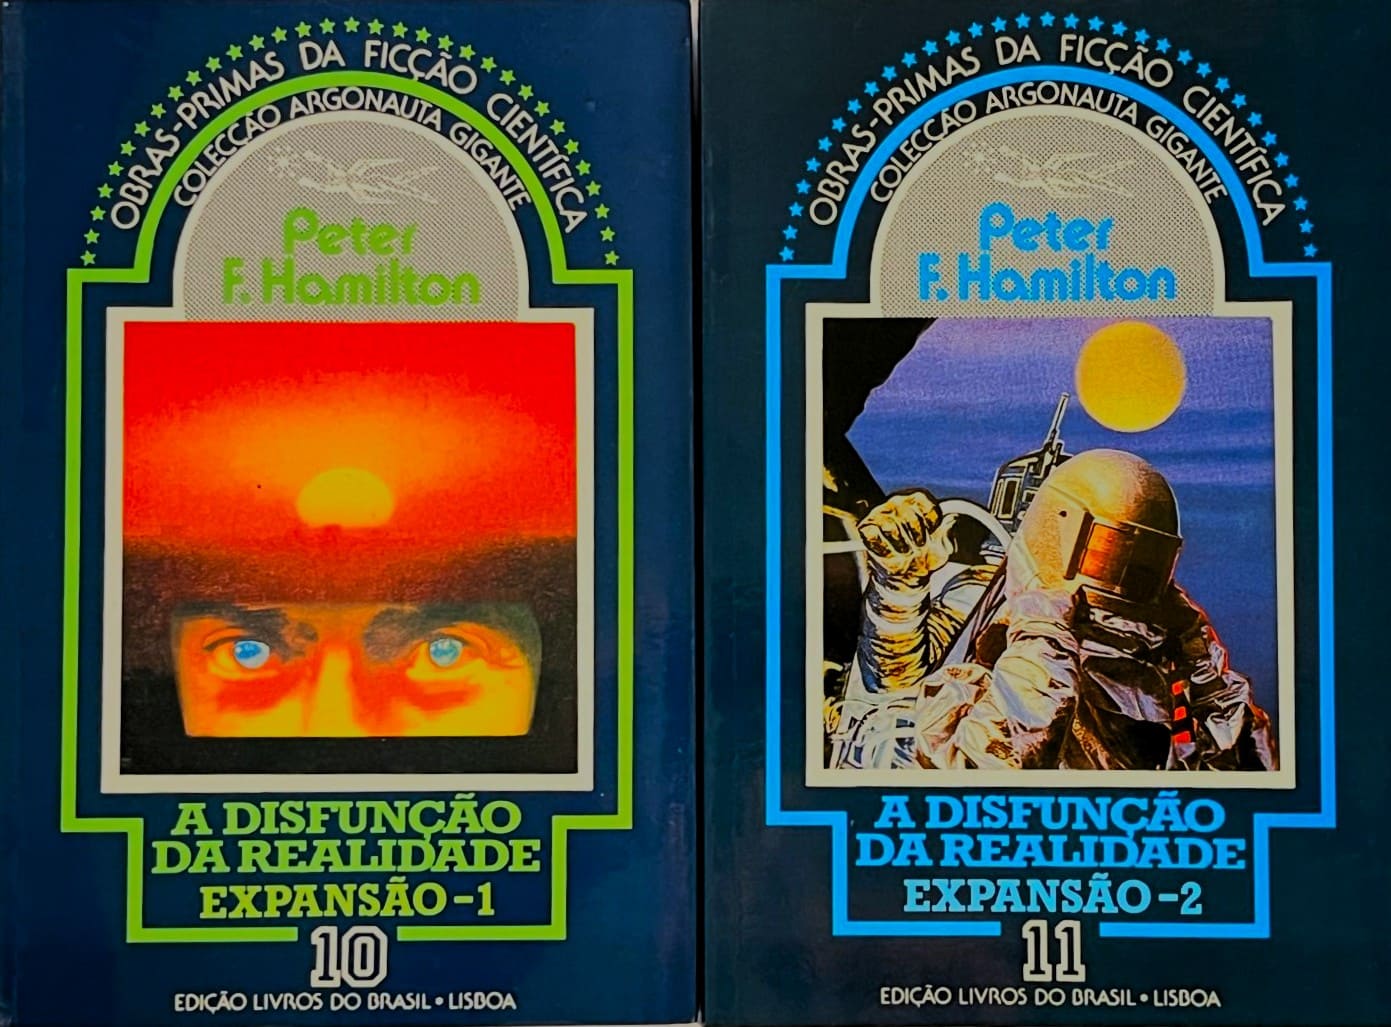 OBRAS-PRIMAS DA FICÇÃO CIENTÍFICA
COLECÇÃO ARGONAUTA GIGANTE
Peter
F. Hamilton
A DISFUNÇÃO
DA REALIDADE
EXPANSÃO-1
10
EDIÇÃO LIVROS DO BRASIL • LISBOA
OBRAS-PRIMAS DA FICÇÃO CIENTÍFICA
COLECÇÃO ARGONAUTA GIGANTE
Peter
F. Hamilton
A DISFUNÇÃO
DA REALIDADE
EXPANSÃO-2
11
EDIÇÃO LIVROS DO BRASIL • LISBOA